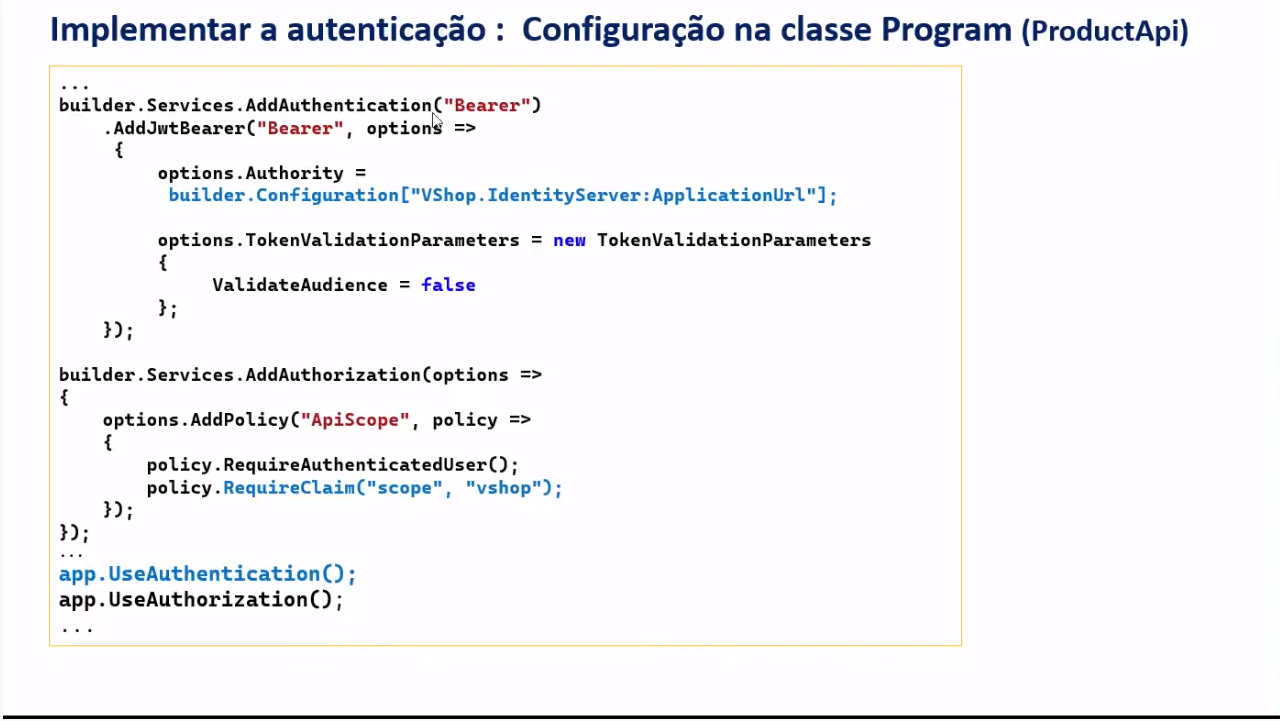 Implementar a autenticação : Configuração na classe Program (ProductApi)
...
builder.Services.AddAuthentication("Bearer")
.AddJwtBearer("Bearer", options =>
{
options.Authority =
builder.Configuration["VShop.IdentityServer:ApplicationUrl"];
options.TokenValidationParameters = new TokenValidationParameters
{
ValidateAudience = false
};
});
builder.Services.AddAuthorization(options =>
{
options.AddPolicy("ApiScope", policy =>
{
policy.RequireAuthenticatedUser();
policy.RequireClaim("scope", "vshop");
});
});
...
app.UseAuthentication();
app.UseAuthorization();
...